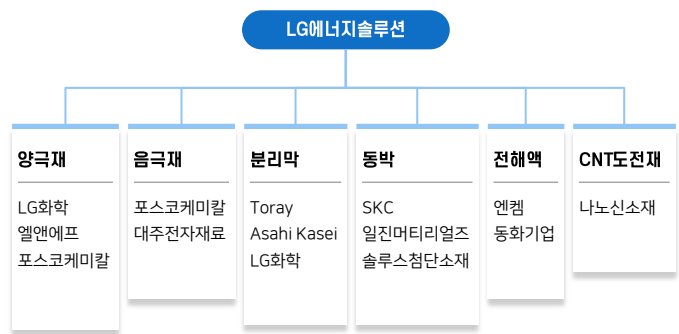 LG에너지솔루션
양극재
LG화학
엘앤에프
포스코케미칼
음극재
포스코케미칼
대주전자재료
분리막
Toray
Asahi Kasei
LG화학
동박
SKC
일진머티리얼즈
솔루스첨단소재
전해액
엔켐
동화기업
CNT도전재
나노신소재